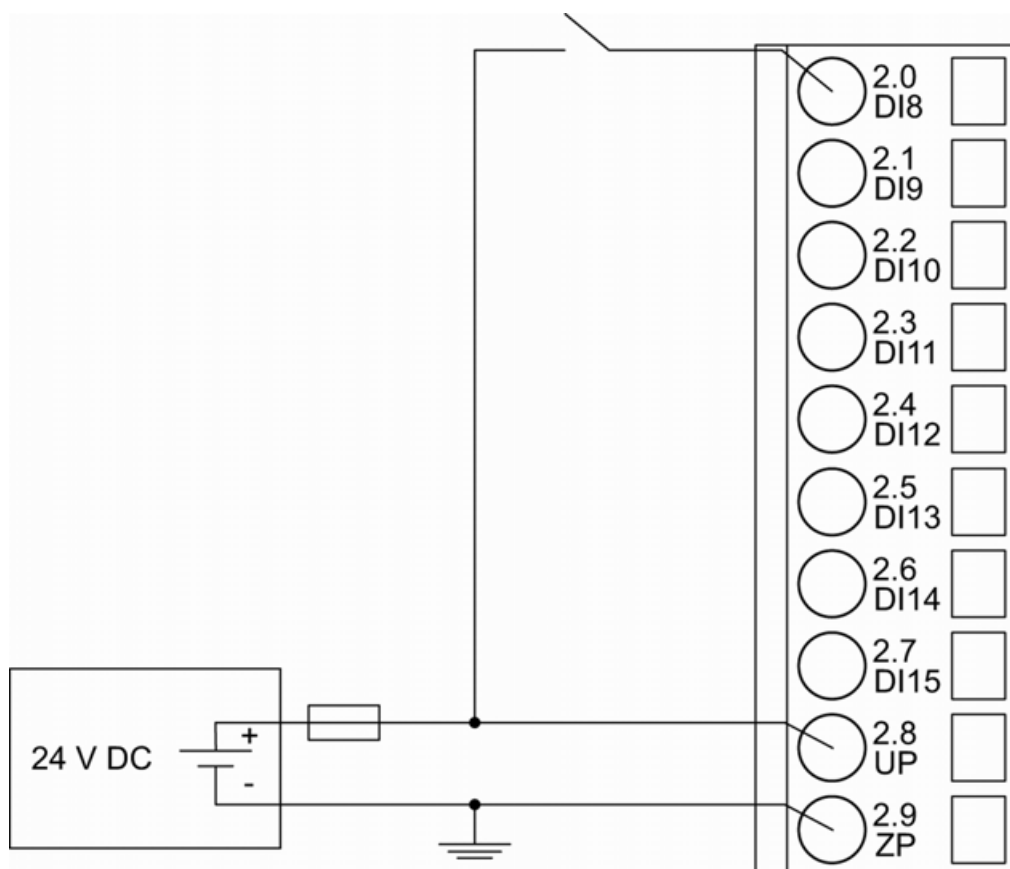 2.0
DI8
2.1
DI9
2.2
DI10
2.3
DI11
2.4
DI12
2.5
DI13
2.6
DI14
2.7
DI15
24 V DC
+
-
2.8
UP
2.9
ZP